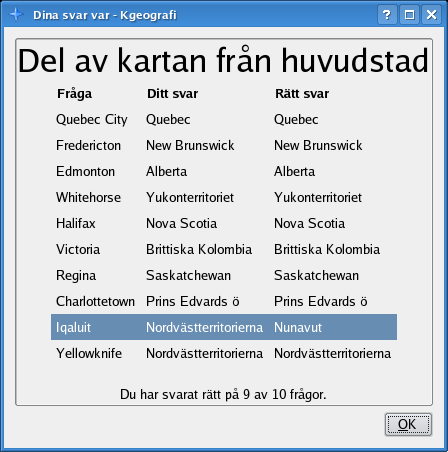 Dina svar var - Kgeografi
Del av kartan från huvudstad
Fråga Ditt svar Rätt svar
Quebec City Quebec Quebec
Fredericton New Brunswick New Brunswick
Edmonton Alberta Alberta
Whitehorse Yukonterritoriet Yukonterritoriet
Halifax Nova Scotia Nova Scotia
Victoria Brittiska Kolombia Brittiska Kolombia
Regina Saskatchewan Saskatchewan
Charlottetown Prins Edvards ö Prins Edvards ö
Iqaluit Nordvästterritorierna Nunavut
Yellowknife Nordvästterritorierna Nordvästterritorierna
Du har svarat rätt på 9 av 10 frågor.
OK